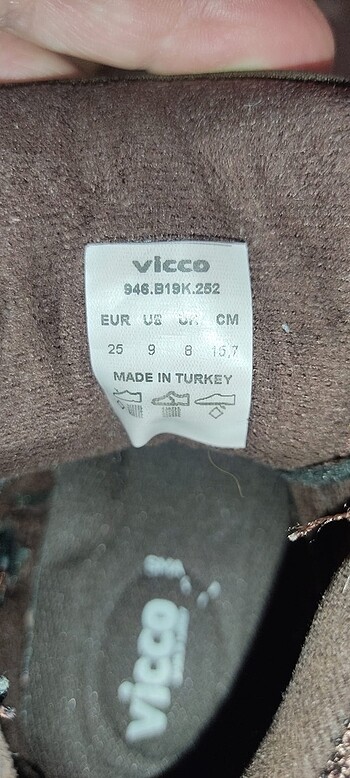 vicco
946.B19K.252
EUR US UK CM
25 9 8 15,7
MADE IN TURKEY
vicco